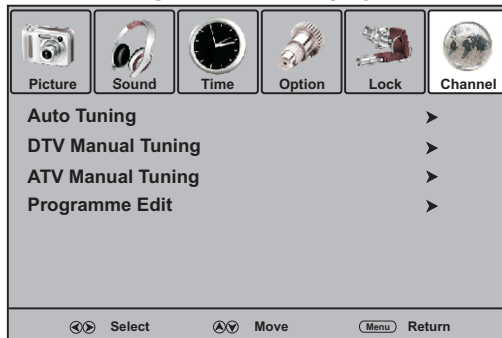 Picture Sound Time Option Lock Channel
Auto Tuning
DTV Manual Tuning
ATV Manual Tuning
Programme Edit
Select Move Menu Return